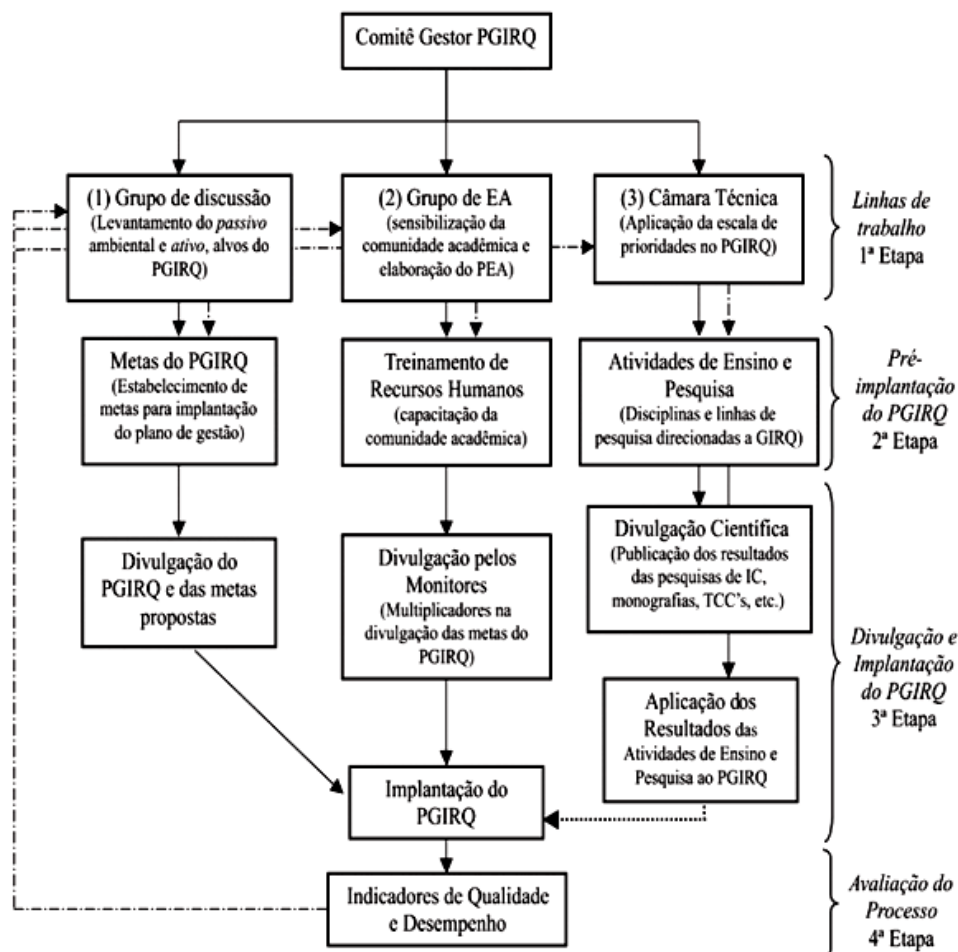 Comitê Gestor PGIRQ
(1) Grupo de discussão
(Levantamento do passivo
ambiental e ativo, alvos do
PGIRQ)
(2) Grupo de EA
(sensibilização da
comunidade acadêmica e
elaboração do PEA)
(3) Câmara Técnica
(Aplicação da escala de
prioridades no PGIRQ)
Linhas de
trabalho
1ª Etapa
Metas do PGIRQ
(Estabelecimento de
metas para implantação
do plano de gestão)
Treinamento de
Recursos Humanos
(capacitação da
comunidade acadêmica)
Atividades de Ensino e
Pesquisa
(Disciplinas e linhas de
pesquisa direcionadas a GIRQ)
Pré-
implantação
do PGIRQ
2ª Etapa
Divulgação do
PGIRQ e das metas
propostas
Divulgação pelos
Monitores
(Multiplicadores na
divulgação das metas do
PGIRQ)
Divulgação Científica
(Publicação dos resultados
das pesquisas de IC,
monografias, TCC's, etc.)
Aplicação dos
Resultados das
Atividades de Ensino e
Pesquisa ao PGIRQ
Divulgação e
Implantação
do PGIRQ
3ª Etapa
Implantação do
PGIRQ
Indicadores de Qualidade
e Desempenho
Avaliação do
Processo
4ª Etapa